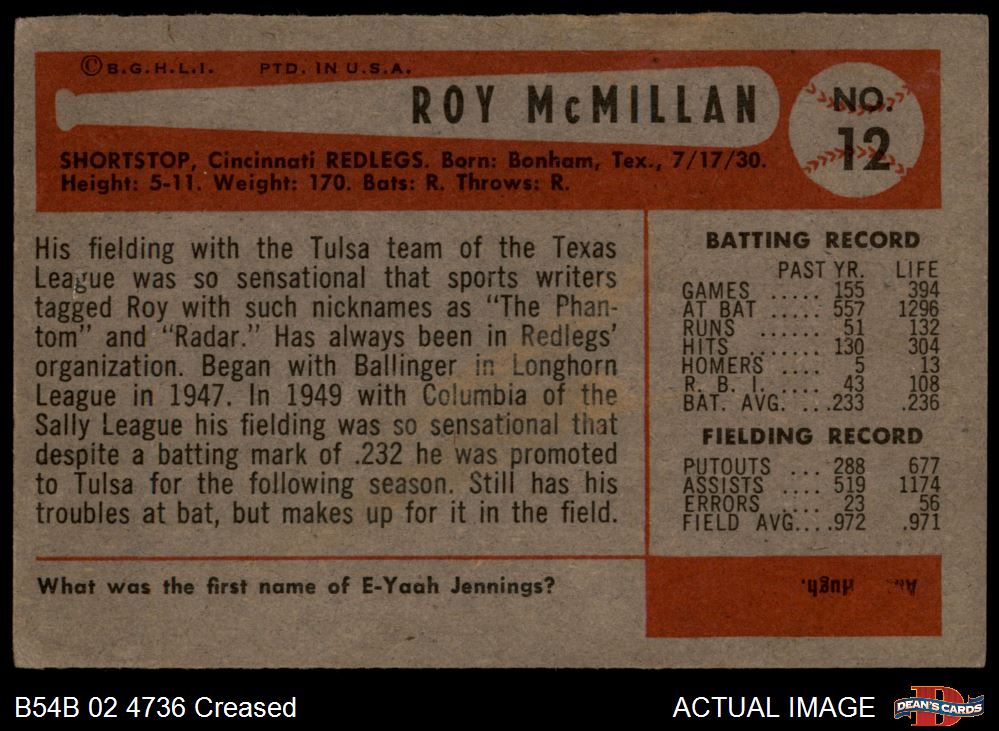 ©B.G.H.L.I. PTD. IN U.S.A.
ROY McMILLAN
NO.
12
SHORTSTOP, Cincinnati REDLEGS. Born: Bonham, Tex., 7/17/30.
Height: 5-11. Weight: 170. Bats: R. Throws: R.
His fielding with the Tulsa team of the Texas
League was so sensational that sports writers
tagged Roy with such nicknames as "The Phan-
tom" and "Radar." Has always been in Redlegs'
organization. Began with Ballinger in Longhorn
League in 1947. In 1949 with Columbia of the
Sally League his fielding was so sensational that
despite a batting mark of .232 he was promoted
to Tulsa for the following season. Still has his
troubles at bat, but makes up for it in the field.
BATTING RECORD
PAST YR. LIFE
GAMES ..... 155 394
AT BAT ..... 557 1296
RUNS ...... 51 132
HITS ........ 130 304
HOMERS .... 5 13
R. B. I. ..... 43 108
BAT. AVG. ...233 .236
FIELDING RECORD
PUTOUTS ... 288 677
ASSISTS .... 519 1174
ERRORS .... 23 56
FIELD AVG....972 .971
What was the first name of E-Yaah Jennings?
Hugh.
B54B 02 4736 Creased
ACTUAL IMAGE
DEAN'S CARDS